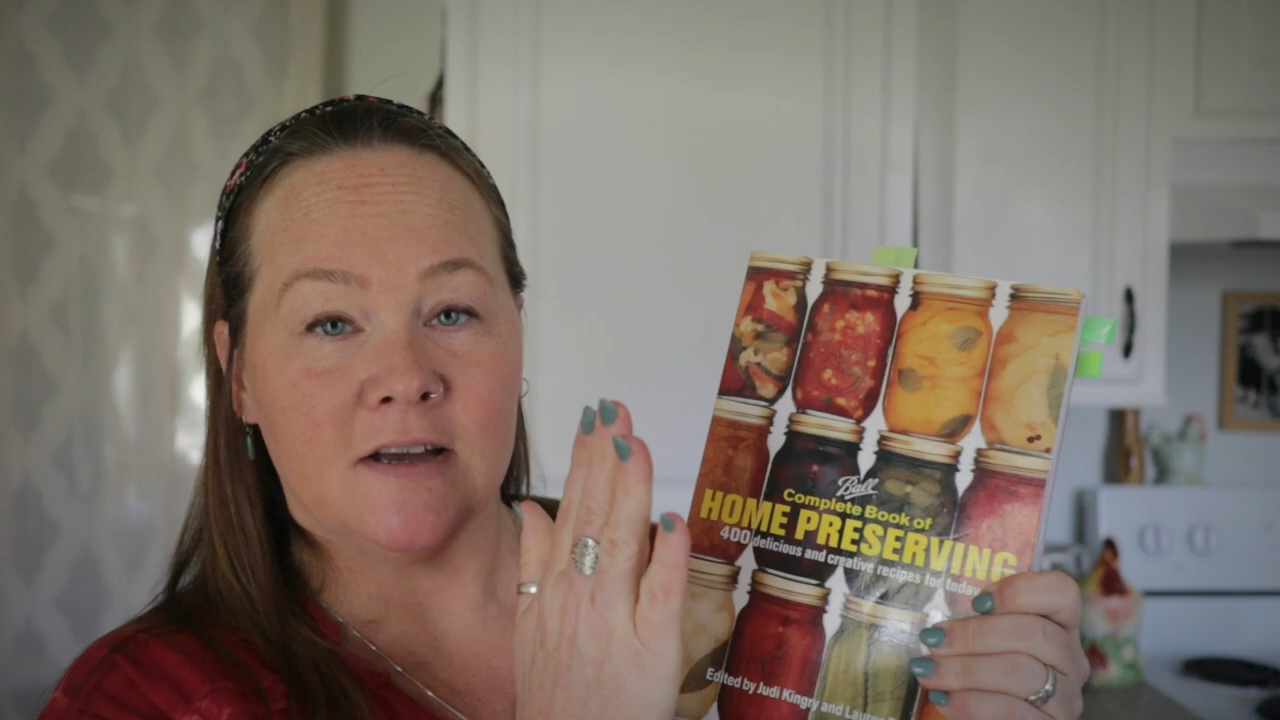 Ball
Complete Book of
HOME PRESERVING
400 delicious and creative recipes for today
Edited by Judi Kingry and